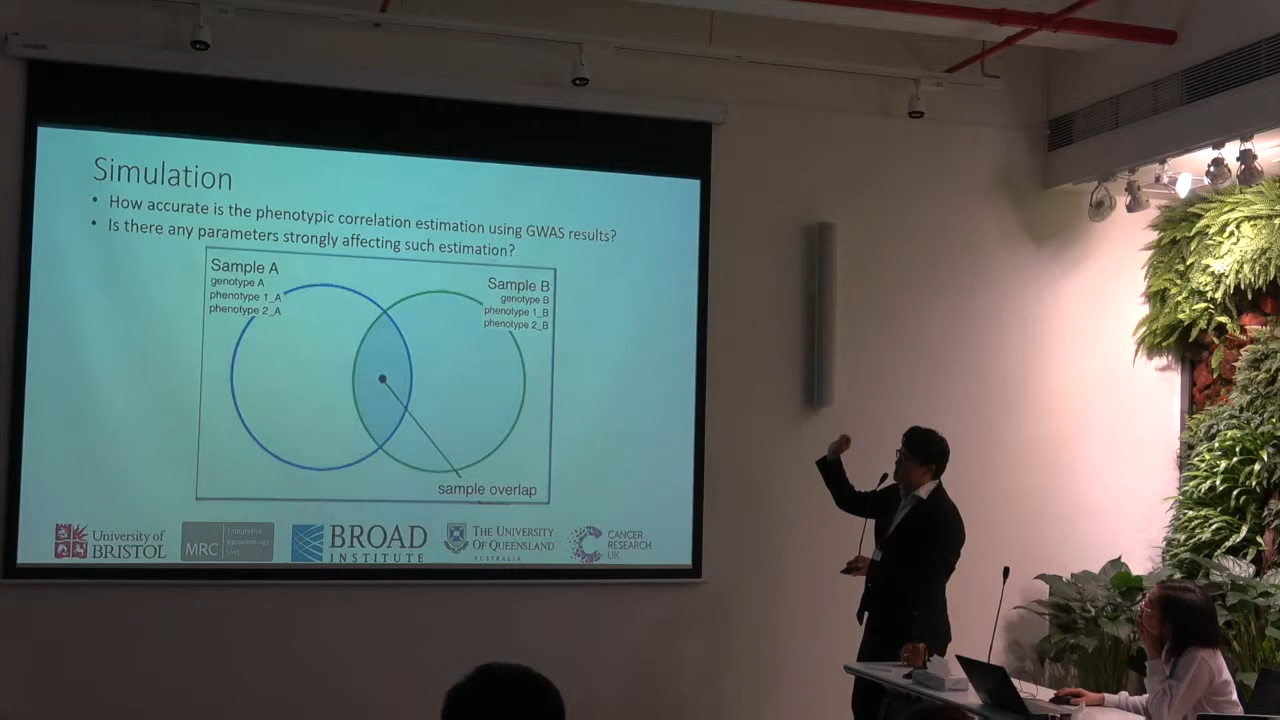 Simulation
• How accurate is the phenotypic correlation estimation using GWAS results?
• Is there any parameters strongly affecting such estimation?
Sample A
genotype A
phenotype 1_A
phenotype 2_A
Sample B
genotype B
phenotype 1_B
phenotype 2_B
sample overlap
University of
BRISTOL
MRC
Integrative
Epidemiology
Unit
BROAD
INSTITUTE
THE UNIVERSITY
OF QUEENSLAND
AUSTRALIA
CANCER
RESEARCH
UK